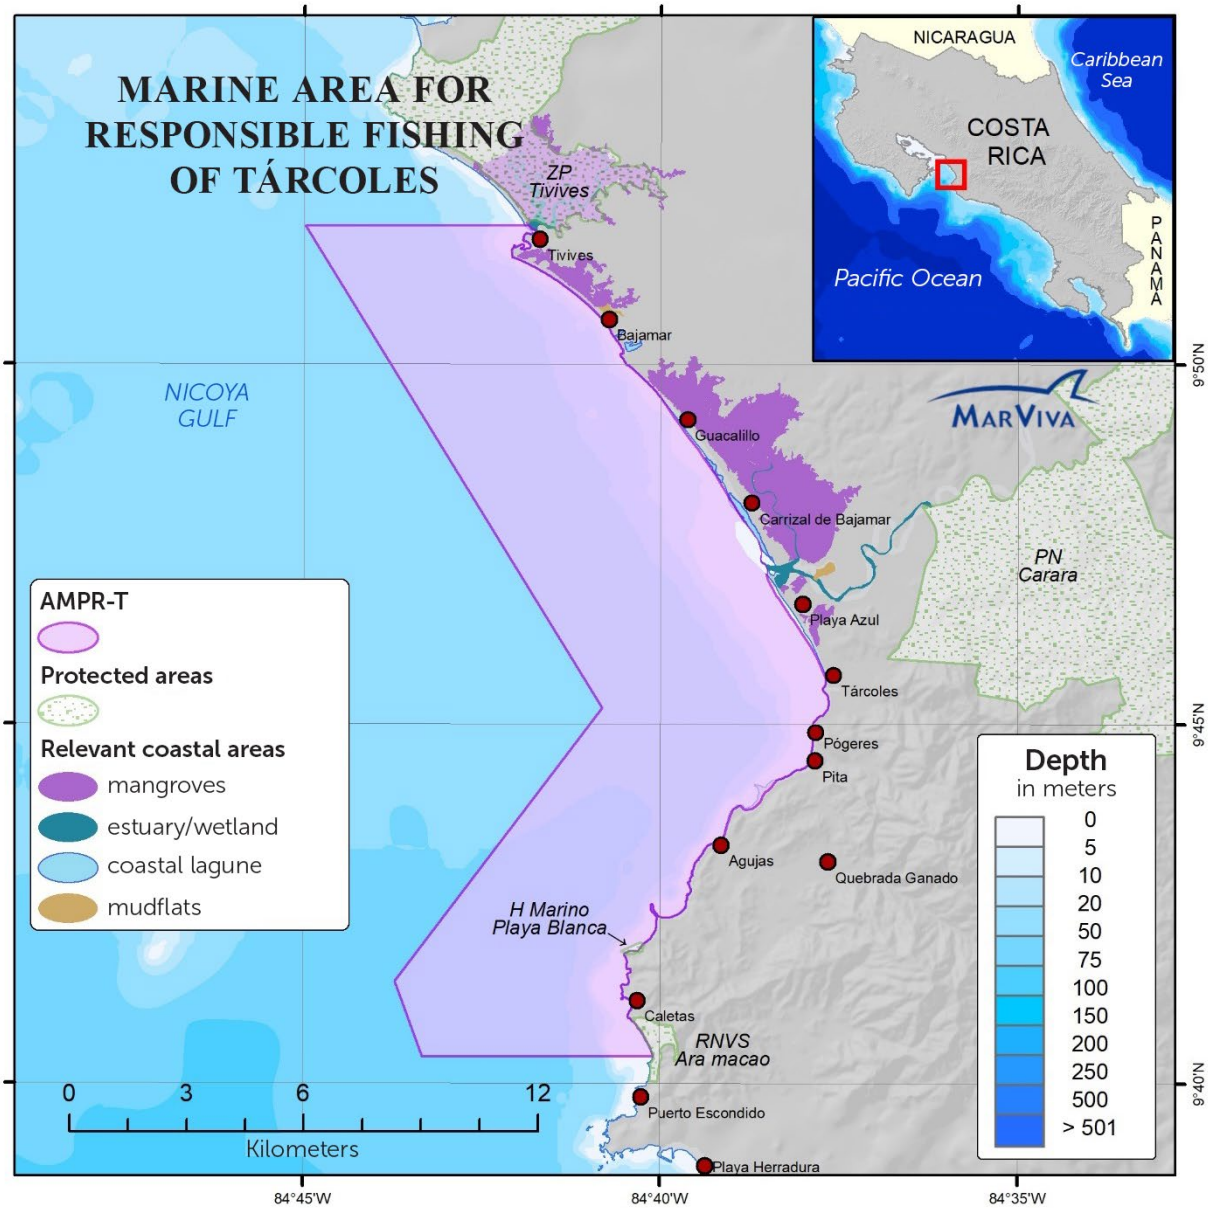 MARINE AREA FOR
RESPONSIBLE FISHING
OF TÁRCOLES
NICARAGUA
Caribbean
Sea
COSTA
RICA
PANAMÁ
Pacific Ocean
ZP
Tivives
Tivives
Bajamar
NICOYA
GULF
MARVIVA
Guacalillo
Carrizal de Bajamar
PN
Carara
Playa Azul
Tárcoles
Pógeres
Pita
Agujas
Quebrada Ganado
H Marino
Playa Blanca
Caletas
RNVS
Ara macao
Puerto Escondido
Playa Herradura
AMPR-T
Protected areas
Relevant coastal areas
mangroves
estuary/wetland
coastal lagune
mudflats
Depth
in meters
0
5
10
20
50
75
100
150
200
250
500
> 501
0 3 6 12
Kilometers
9°50'N
9°45'N
9°40'N
84°45'W
84°40'W
84°35'W